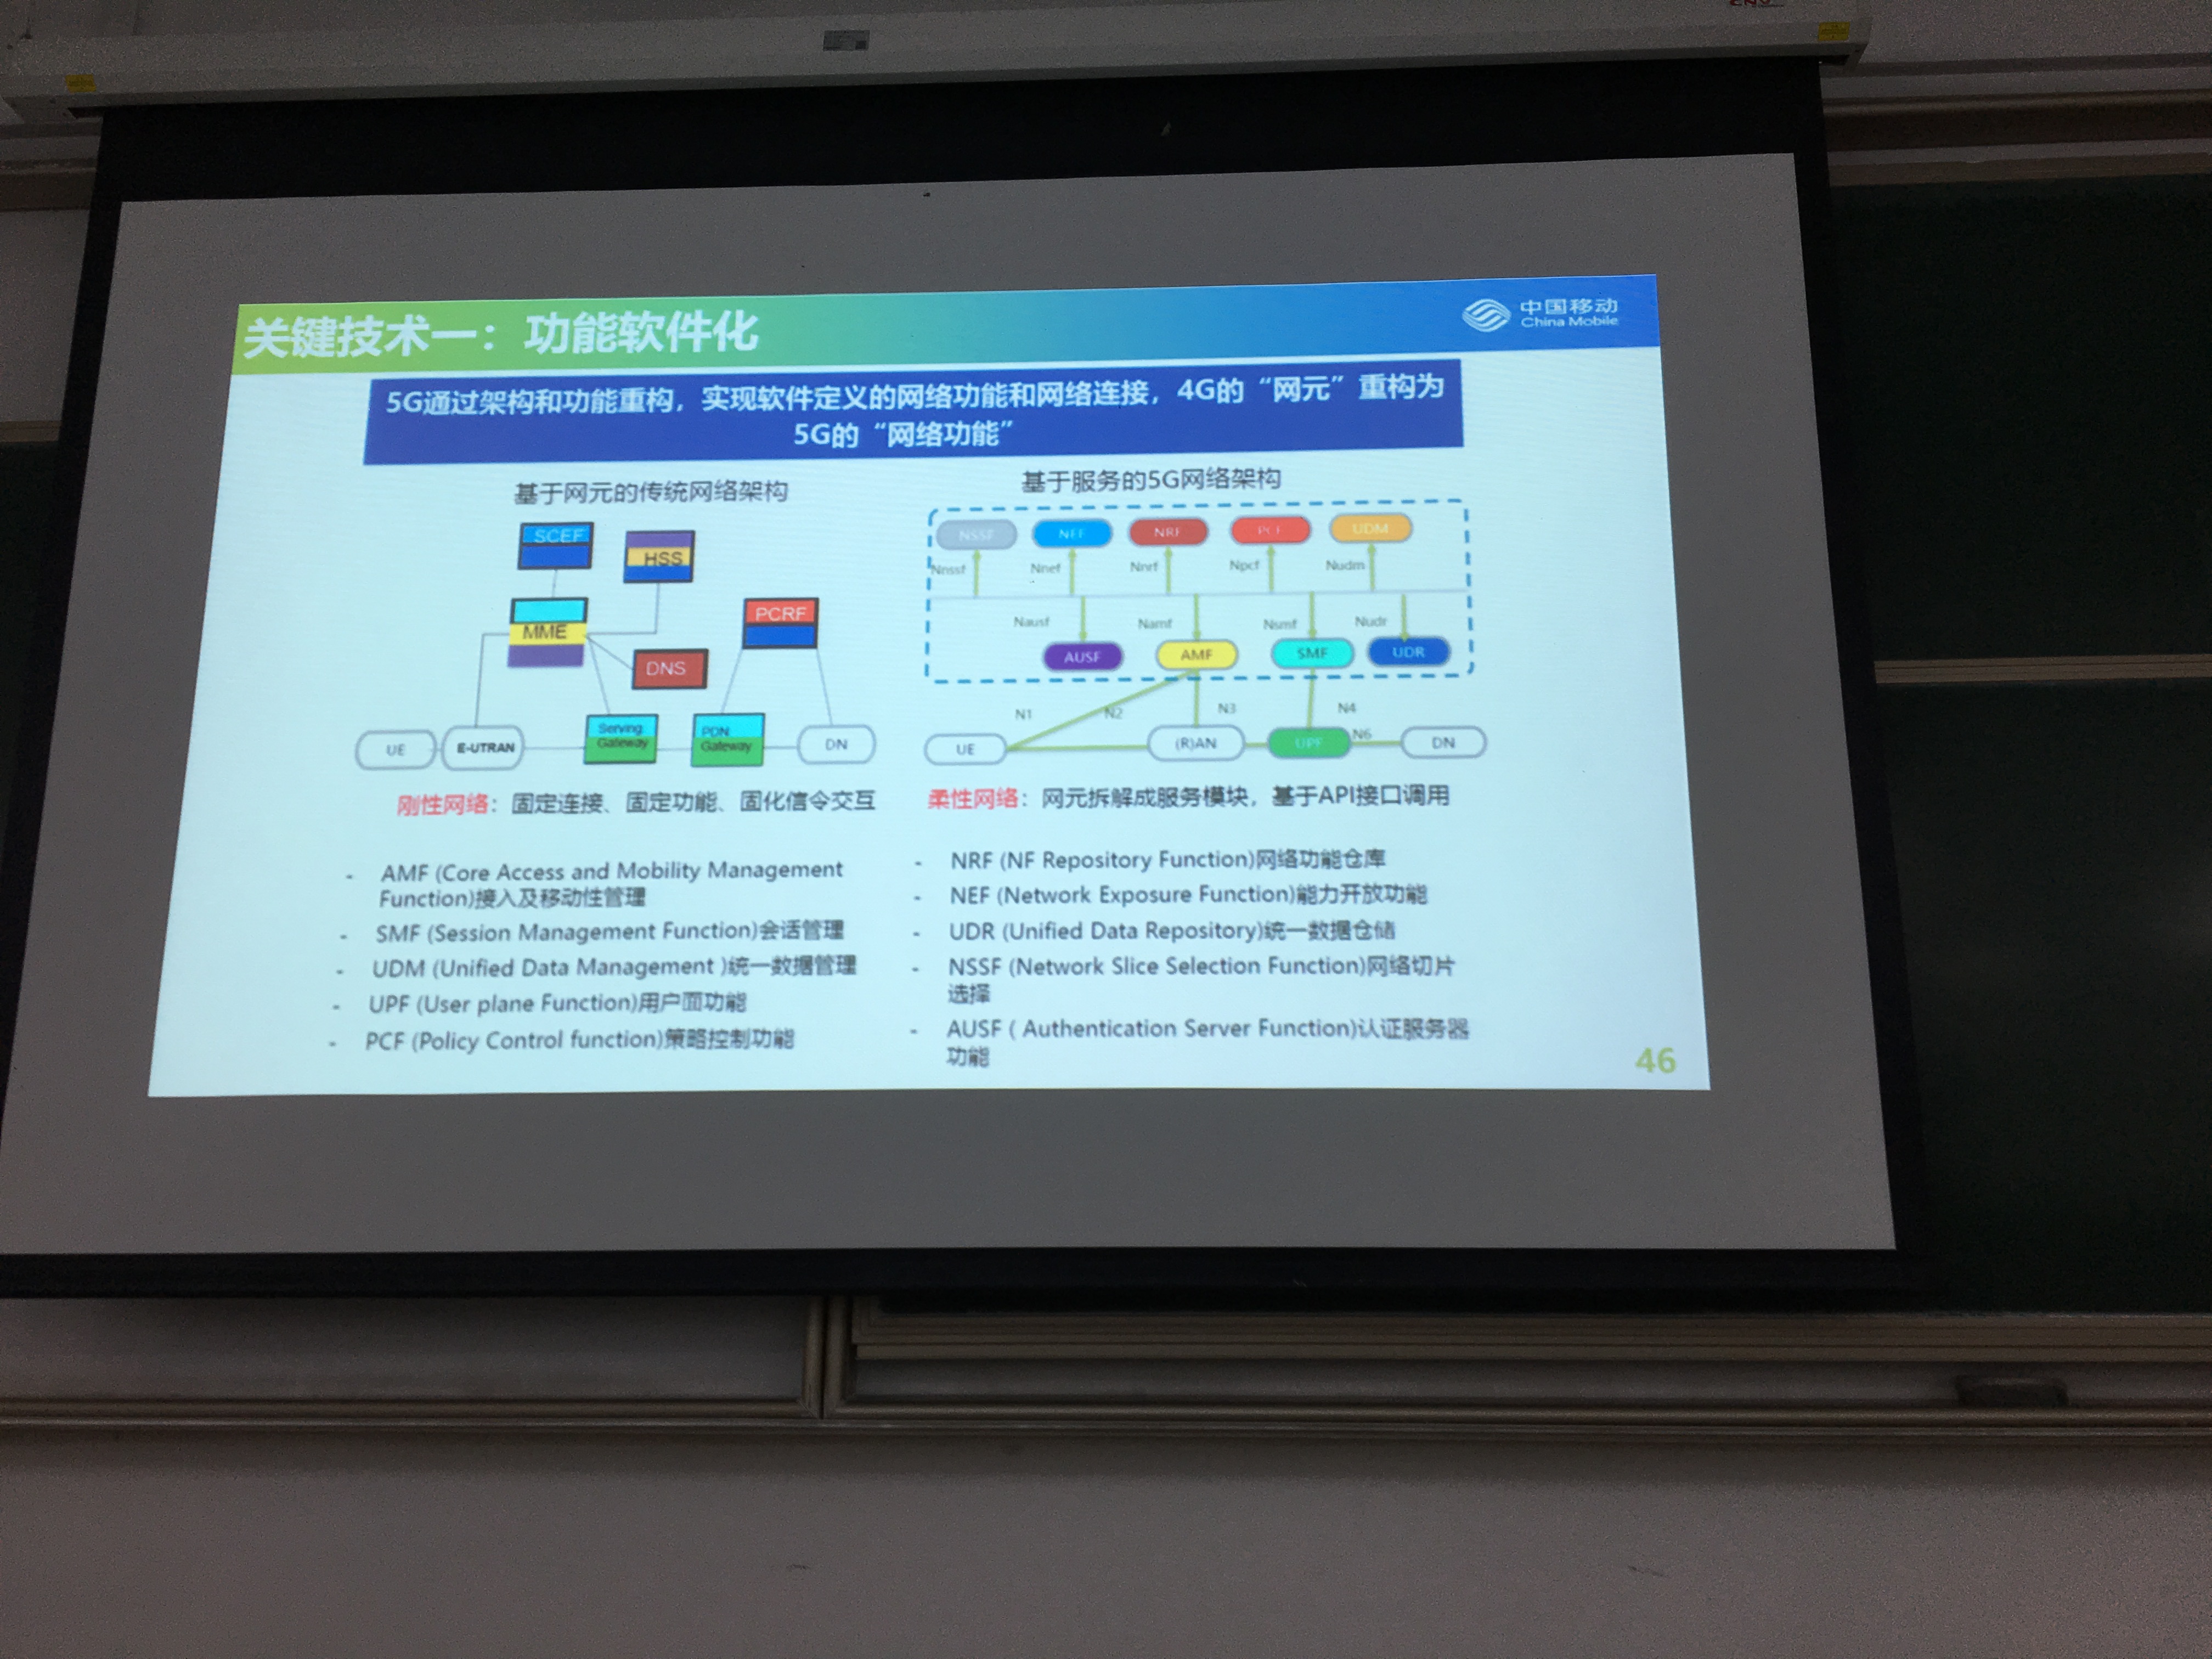 关键技术一：功能软件化
中国移动
China Mobile
5G通过架构和功能重构，实现软件定义的网络功能和网络连接，4G的“网元”重构为
5G的“网络功能”
基于网元的传统网络架构
SCEF
HSS
MME
PCRF
DNS
Serving
Gateway
PDN
Gateway
UE
E-UTRAN
DN
刚性网络：固定连接、固定功能、固化信令交互
基于服务的5G网络架构
NSSF
NEF
NRF
PCF
UDM
Nnssf
Nnef
Nnrf
Npcf
Nudm
Nausf
Namf
Nsmf
Nudr
AUSF
AMF
SMF
UDR
N1
N2
N3
N4
UE
(R)AN
UPF
N6
DN
柔性网络：网元拆解成服务模块，基于API接口调用
- AMF (Core Access and Mobility Management
Function)接入及移动性管理
- SMF (Session Management Function)会话管理
- UDM (Unified Data Management )统一数据管理
- UPF (User plane Function)用户面功能
- PCF (Policy Control function)策略控制功能
- NRF (NF Repository Function)网络功能仓库
- NEF (Network Exposure Function)能力开放功能
- UDR (Unified Data Repository)统一数据仓储
- NSSF (Network Slice Selection Function)网络切片
选择
- AUSF ( Authentication Server Function)认证服务器
功能
46